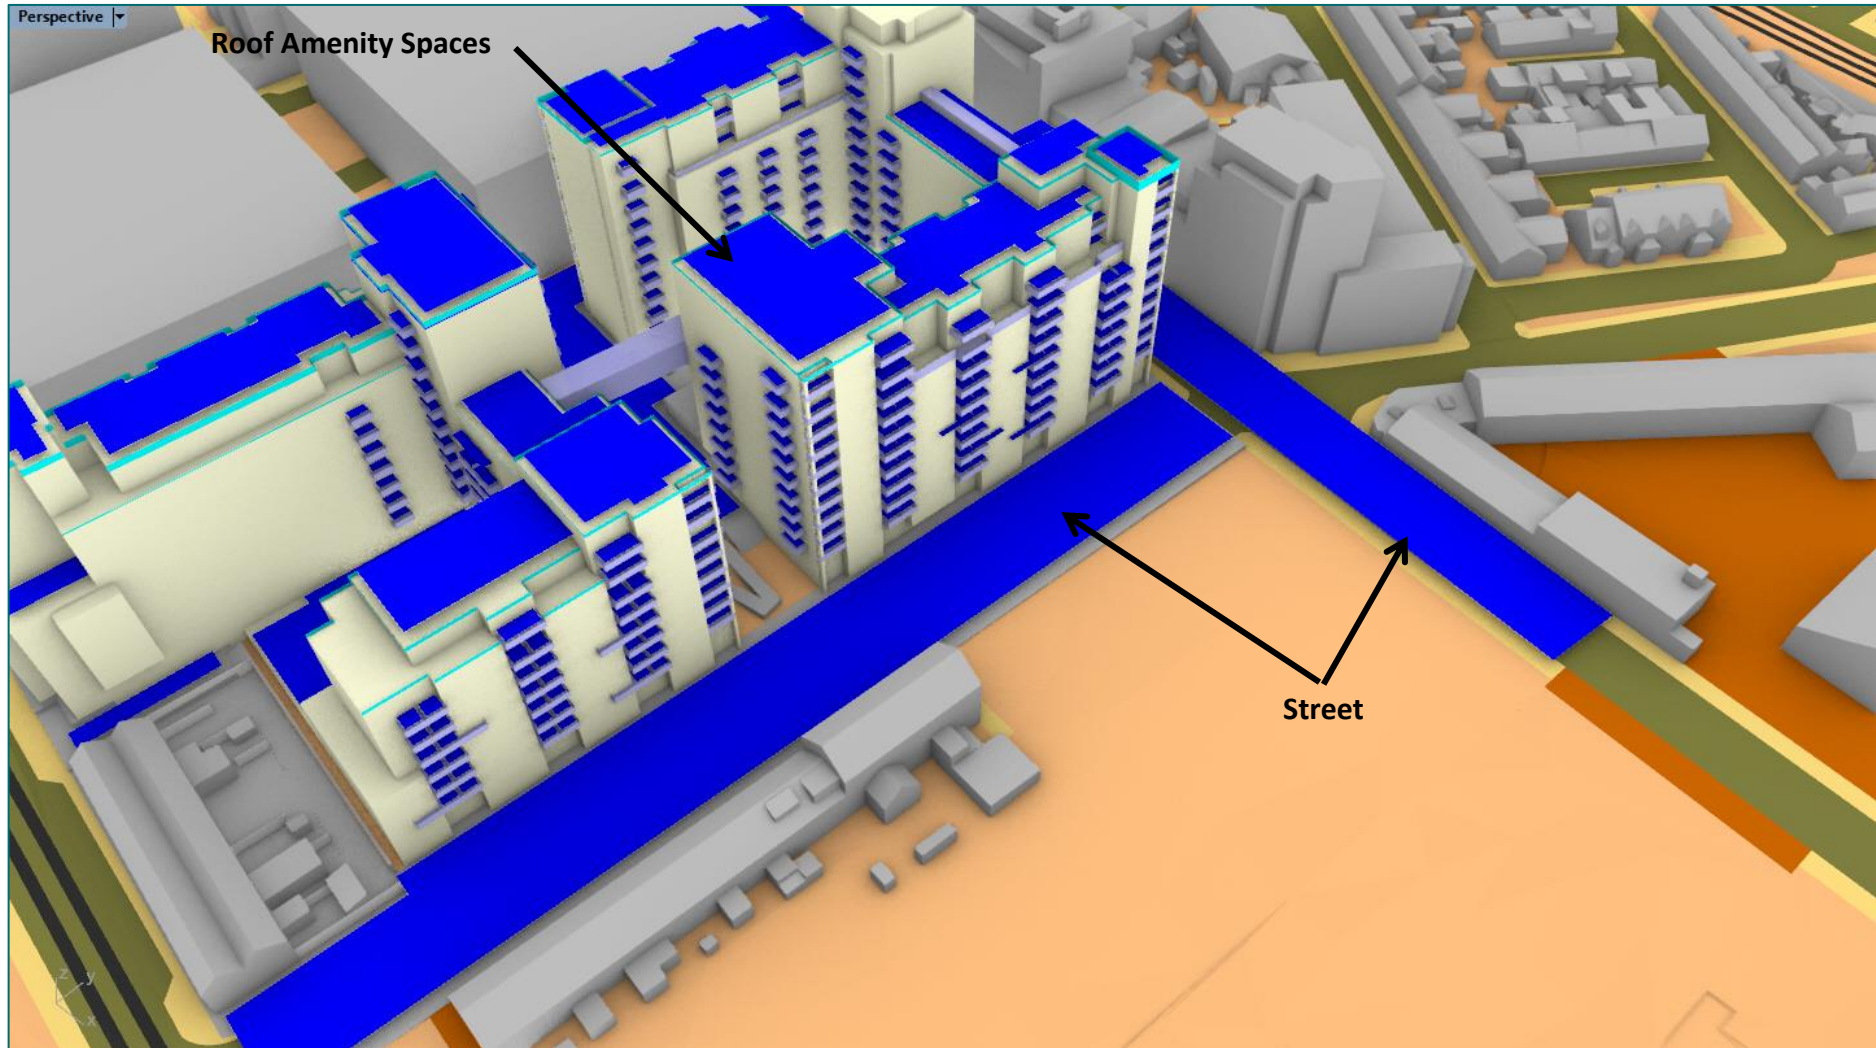 Perspective
Roof Amenity Spaces
Street
z
y
x